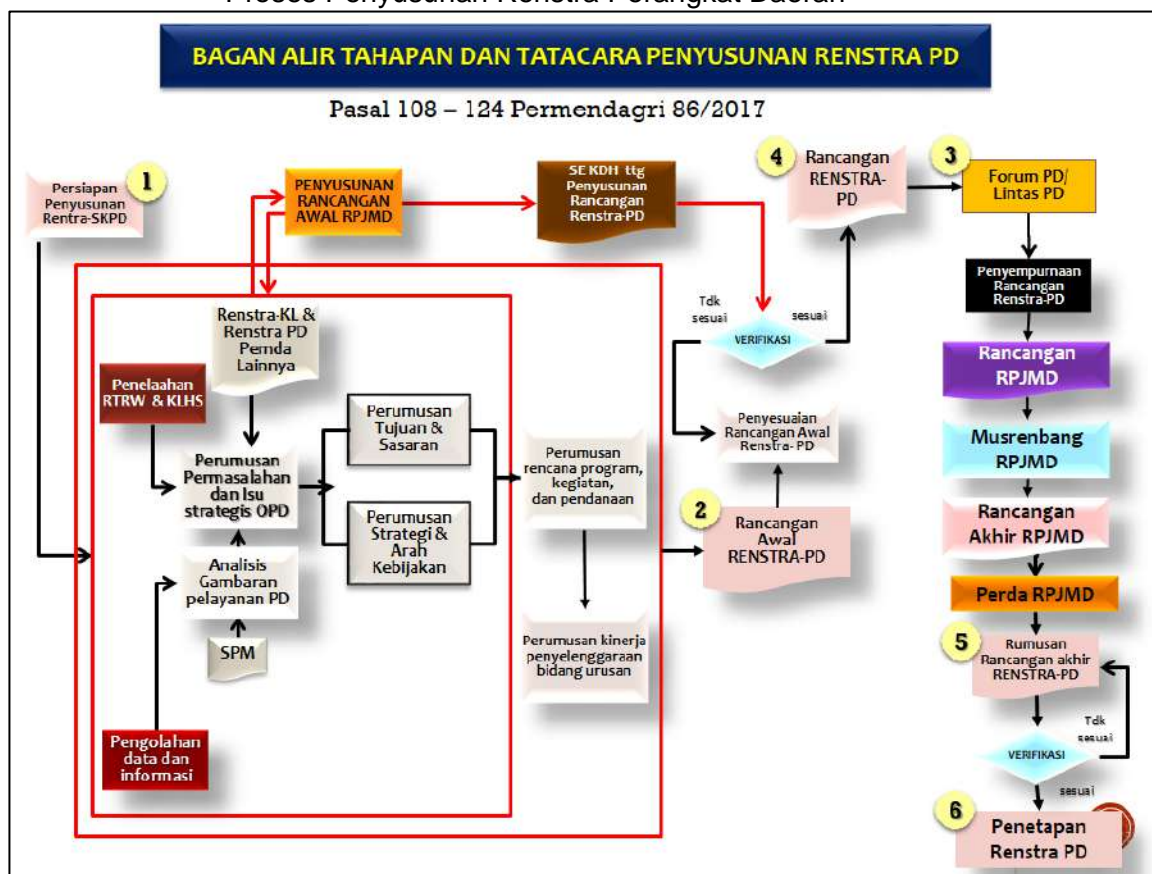 Proses Penyusunan Renstra Perangkat Daerah
BAGAN ALIR TAHAPAN DAN TATACARA PENYUSUNAN RENSTRA PD
Pasal 108 – 124 Permendagri 86/2017
1
Persiapan
Penyusunan
Rentra-SKPD
PENYUSUNAN
RANCANGAN
AWAL RPJMD
SE KDH ttg
Penyusunan
Rancangan
Renstra-PD
4
Rancangan
RENSTRA-
PD
3
Forum PD/
Lintas PD
Penyempurnaan
Rancangan
Renstra-PD
Tdk
sesuai
sesuai
VERIFIKASI
Renstra-KL &
Renstra PD
Pemda
Lainnya
Penelaahan
RTRW & KLHS
Perumusan
Permasalahan
dan Isu
strategis OPD
Perumusan
Tujuan &
Sasaran
Perumusan
Strategi &
Arah
Kebijakan
Analisis
Gambaran
pelayanan PD
SPM
Pengolahan
data dan
informasi
Perumusan
rencana program,
kegiatan,
dan pendanaan
Perumusan kinerja
penyelenggaraan
bidang urusan
Penyesuaian
Rancangan Awal
Renstra- PD
2
Rancangan
Awal
RENSTRA-PD
Rancangan
RPJMD
Musrenbang
RPJMD
Rancangan
Akhir RPJMD
Perda RPJMD
5
Rumusan
Rancangan akhir
RENSTRA-PD
Tdk
sesuai
VERIFIKASI
sesuai
6
Penetapan
Renstra PD